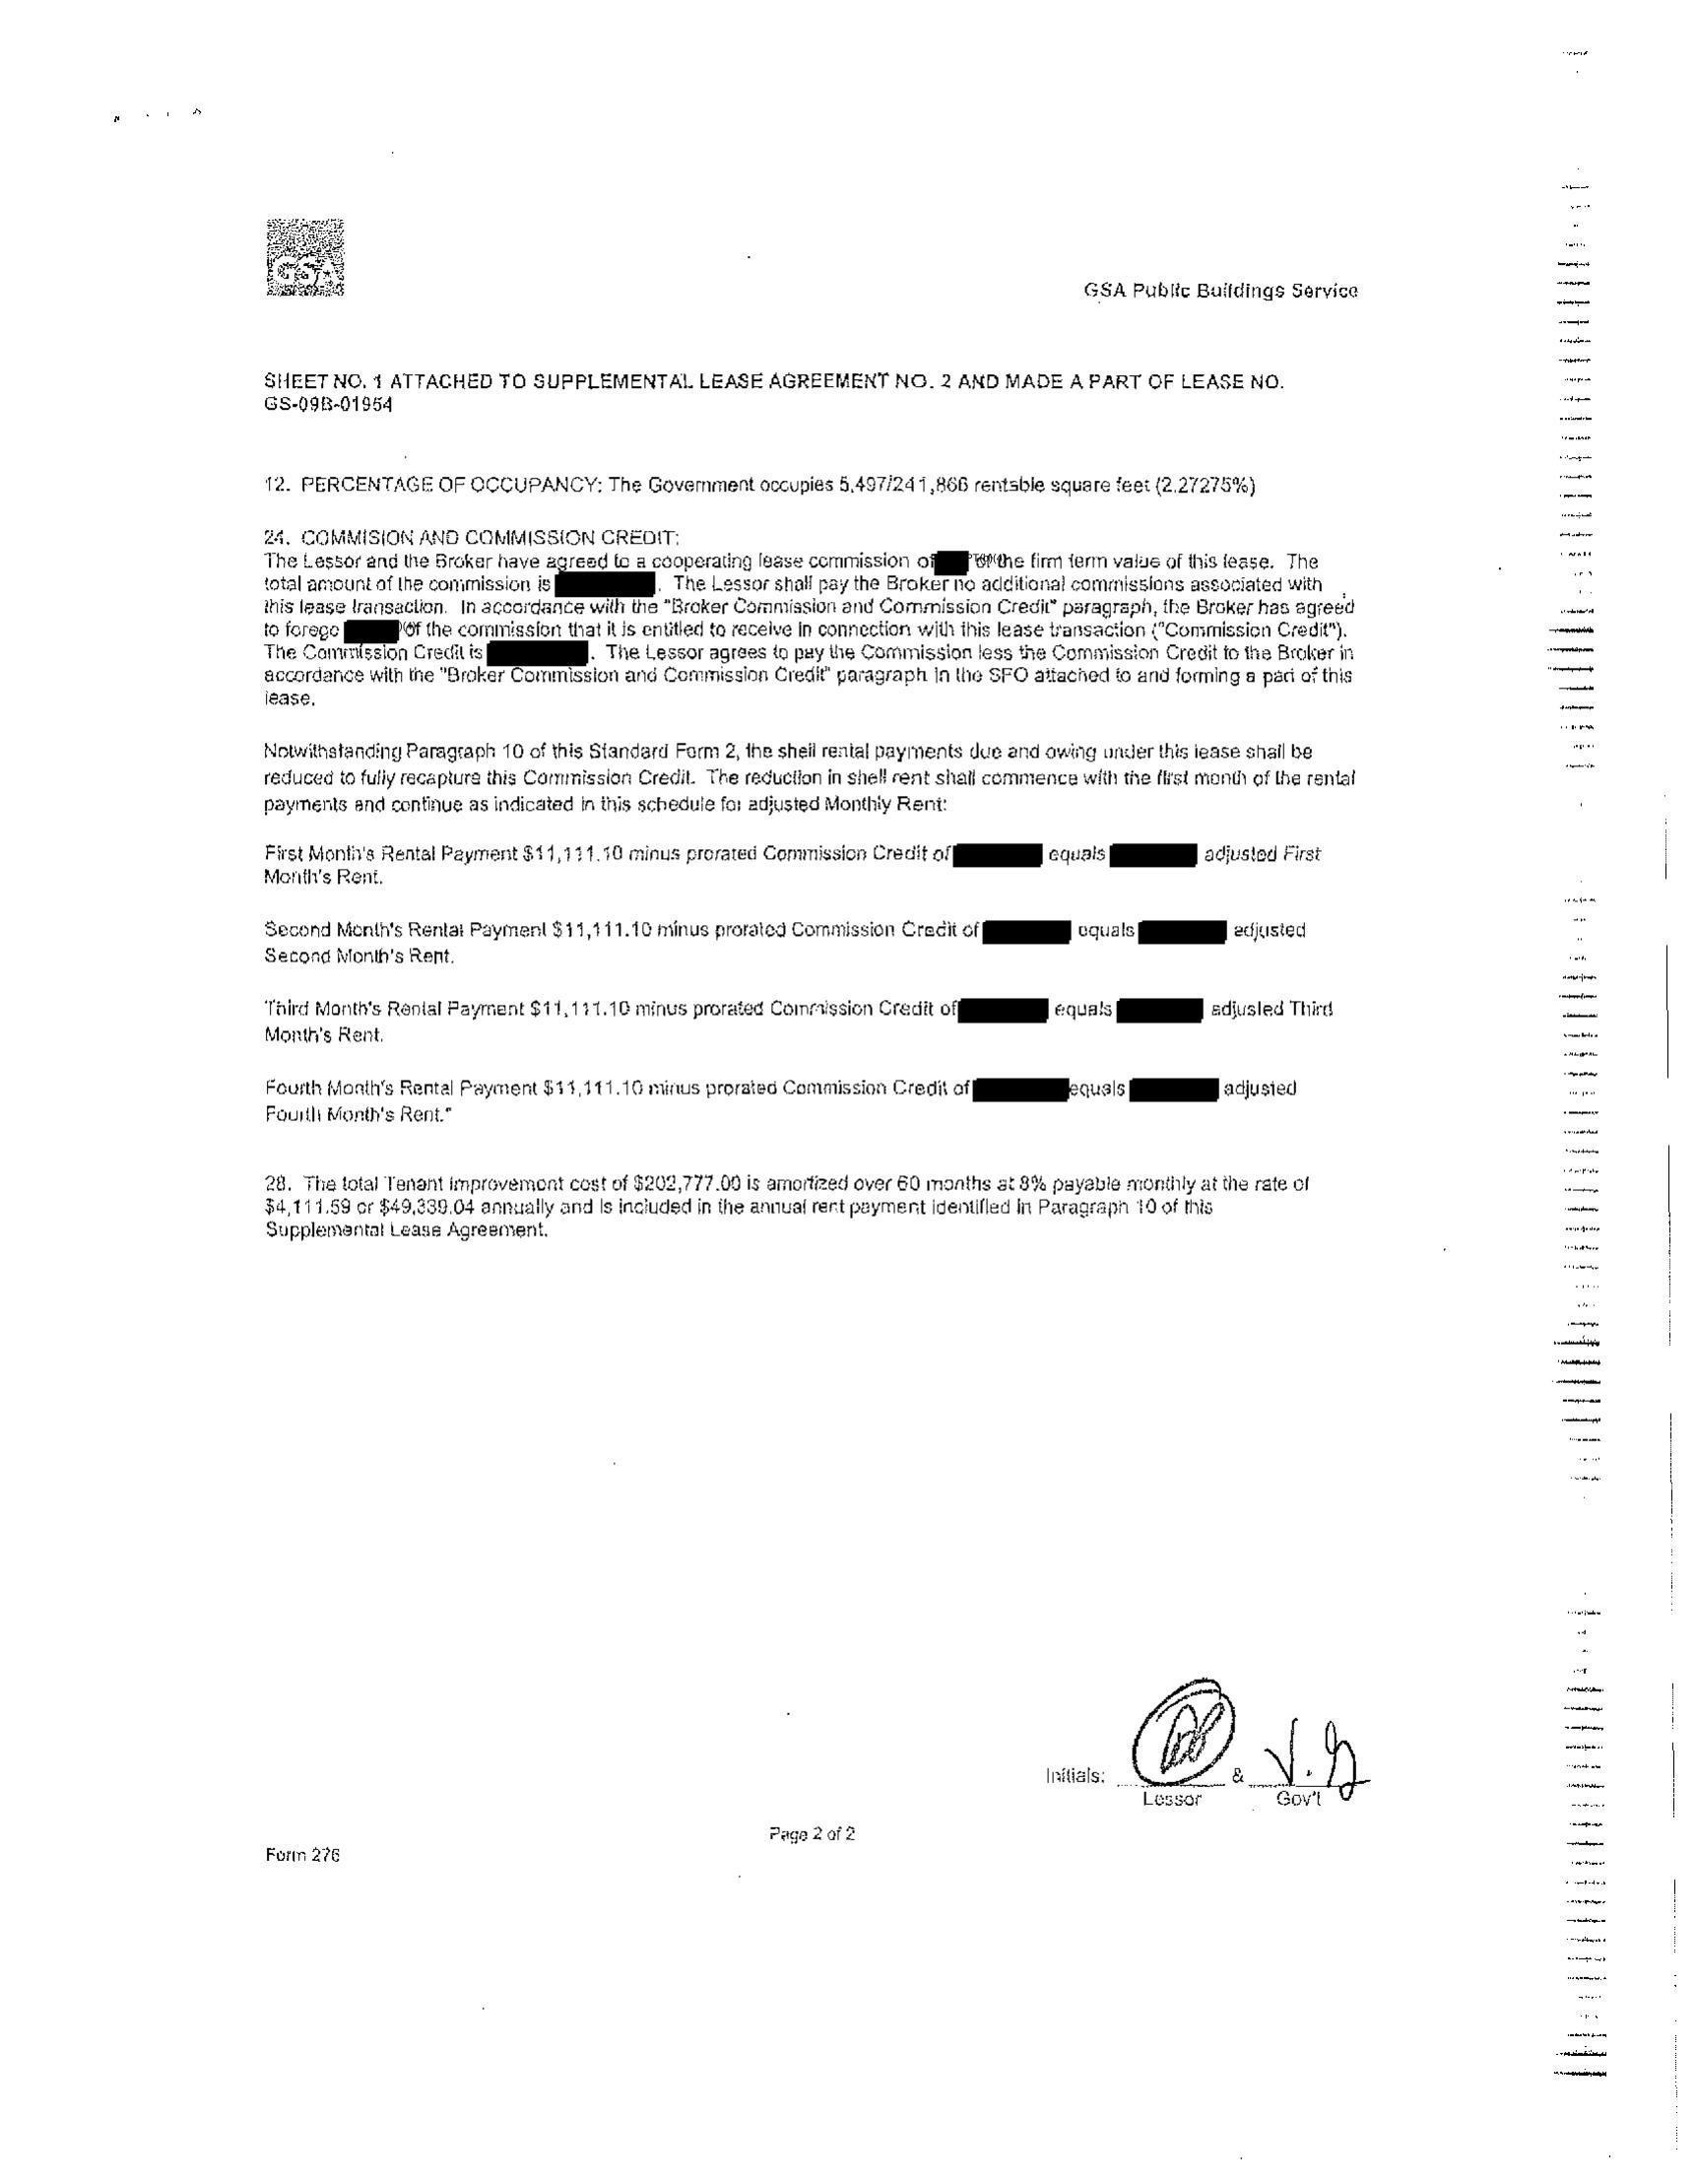 GSA
GSA Public Buildings Service
SHEET NO. 1 ATTACHED TO SUPPLEMENTAL LEASE AGREEMENT NO. 2 AND MADE A PART OF LEASE NO.
GS-09B-01954
12. PERCENTAGE OF OCCUPANCY: The Government occupies 5,497/241,866 rentable square feet (2.27275%)
24. COMMISION AND COMMISSION CREDIT:
The Lessor and the Broker have agreed to a cooperating lease commission of the firm term value of this lease. The
total amount of the commission is . The Lessor shall pay the Broker no additional commissions associated with
this lease transaction. In accordance with the "Broker Commission and Commission Credit" paragraph, the Broker has agreed
to forego of the commission that it is entitled to receive in connection with this lease transaction ("Commission Credit").
The Commission Credit is . The Lessor agrees to pay the Commission less the Commission Credit to the Broker in
accordance with the "Broker Commission and Commission Credit" paragraph in the SFO attached to and forming a part of this
lease.
Notwithstanding Paragraph 10 of this Standard Form 2, the shell rental payments due and owing under this lease shall be
reduced to fully recapture this Commission Credit. The reduction in shell rent shall commence with the first month of the rental
payments and continue as indicated in this schedule for adjusted Monthly Rent:
First Month's Rental Payment $11,111.10 minus prorated Commission Credit of equals adjusted First
Month's Rent.
Second Month's Rental Payment $11,111.10 minus prorated Commission Credit of equals adjusted
Second Month's Rent.
Third Month's Rental Payment $11,111.10 minus prorated Commission Credit of equals adjusted Third
Month's Rent.
Fourth Month's Rental Payment $11,111.10 minus prorated Commission Credit of equals adjusted
Fourth Month's Rent."
28. The total Tenant Improvement cost of $202,777.00 is amortized over 60 months at 8% payable monthly at the rate of
$4,111.59 or $49,339.04 annually and is included in the annual rent payment identified in Paragraph 10 of this
Supplemental Lease Agreement.
Initials: &
Lessor Gov't
Page 2 of 2
Form 276